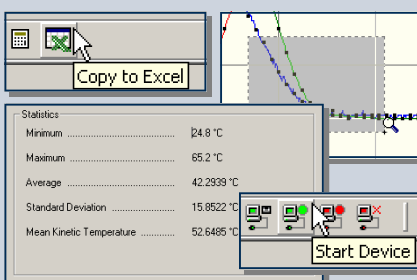 Copy to Excel
Statistics
Minimum .................................... 24.8 °C
Maximum ................................... 65.2 °C
Average ..................................... 42.2939 °C
Standard Deviation .................... 15.8522 °C
Mean Kinetic Temperature ............ 52.6485 °C
Start Device